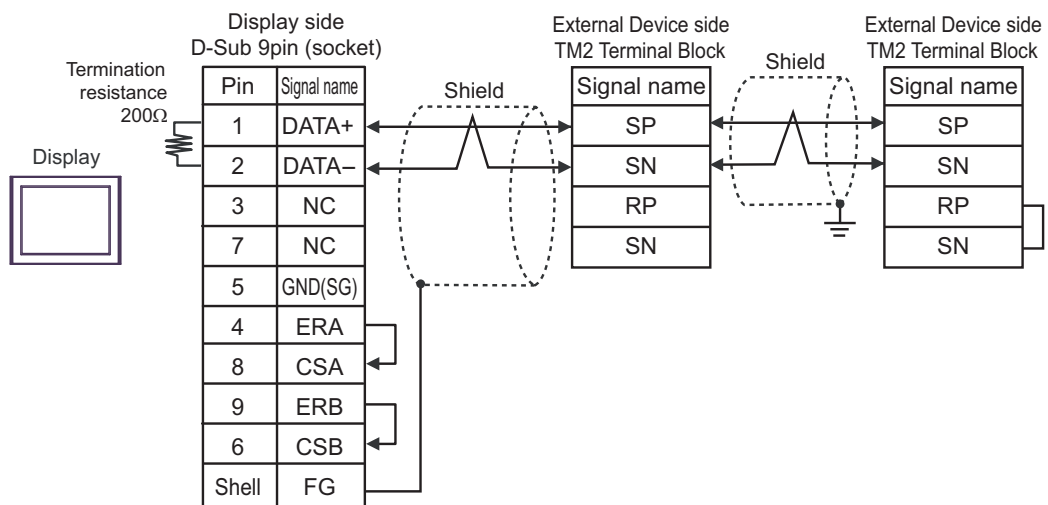 Display side
D-Sub 9pin (socket)
External Device side
TM2 Terminal Block
External Device side
TM2 Terminal Block
Termination
resistance
200Ω
Display
Pin Signal name
1 DATA+
2 DATA–
3 NC
7 NC
5 GND(SG)
4 ERA
8 CSA
9 ERB
6 CSB
Shell FG
Shield
Signal name
SP
SN
RP
SN
Shield
Signal name
SP
SN
RP
SN